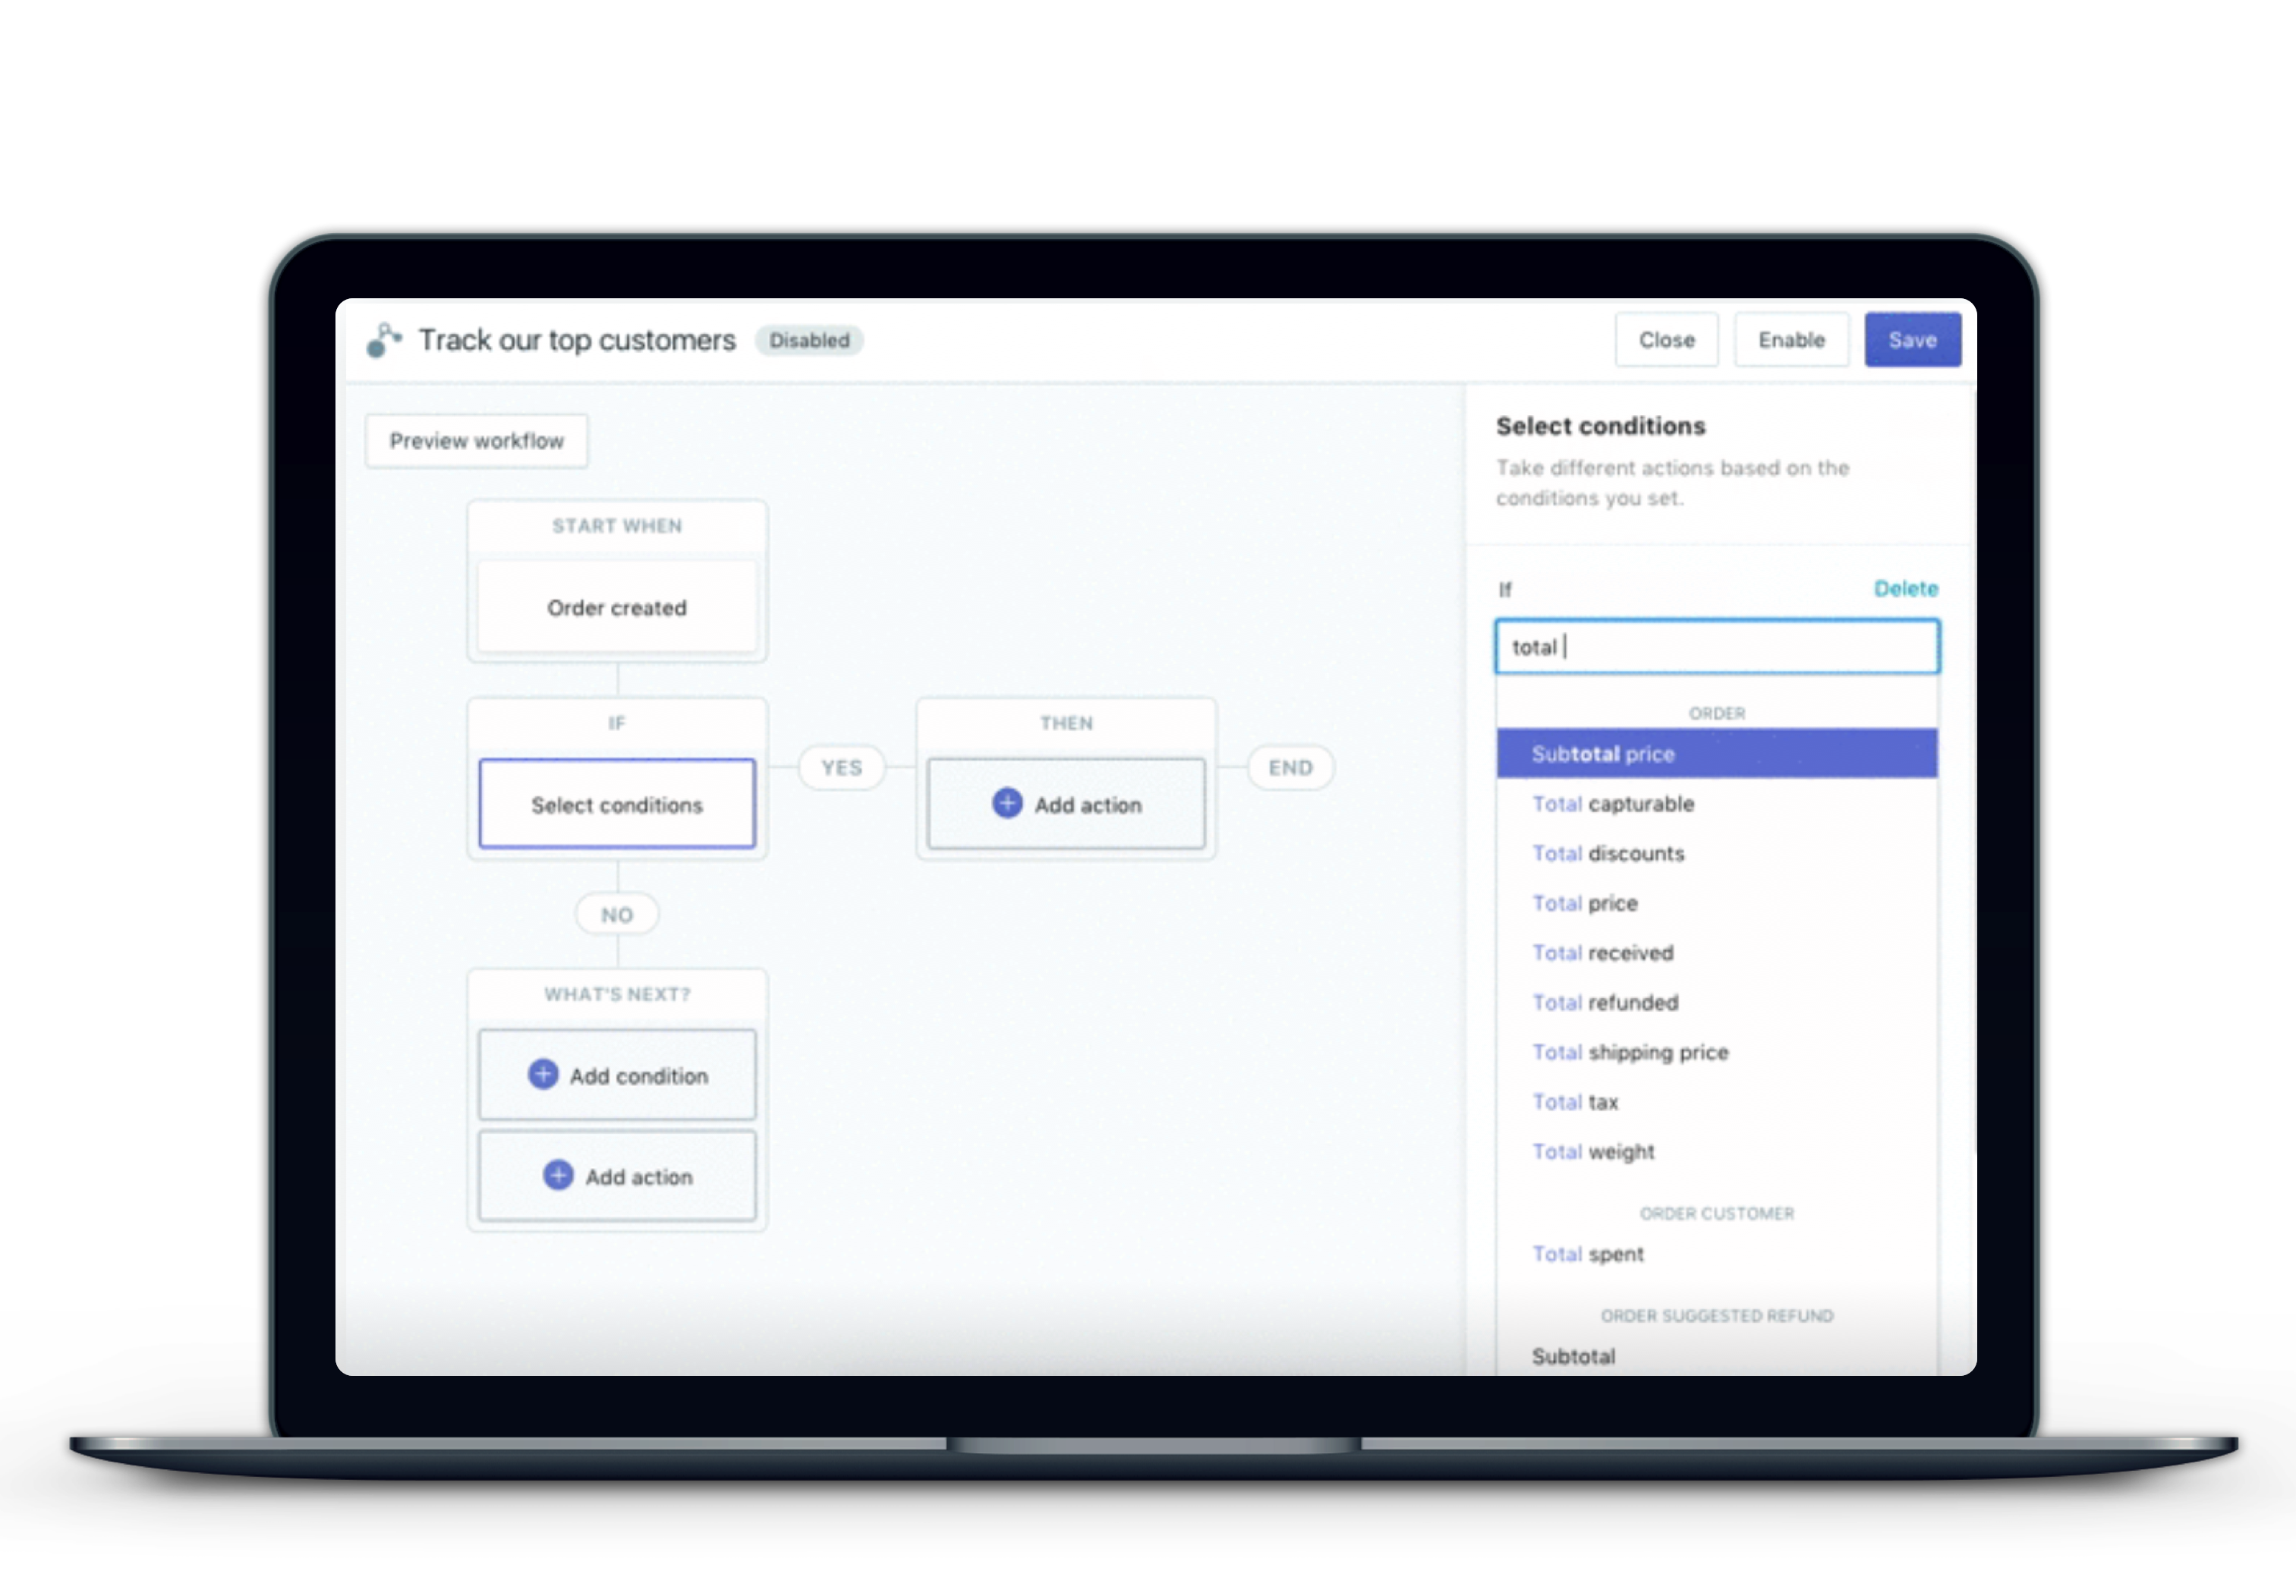 Track our top customers
Disabled
Close
Enable
Save
Preview workflow
START WHEN
Order created
IF
Select conditions
YES
THEN
Add action
END
NO
WHAT'S NEXT?
Add condition
Add action
Select conditions
Take different actions based on the
conditions you set.
If
Delete
total
ORDER
Subtotal price
Total capturable
Total discounts
Total price
Total received
Total refunded
Total shipping price
Total tax
Total weight
ORDER CUSTOMER
Total spent
ORDER SUGGESTED REFUND
Subtotal